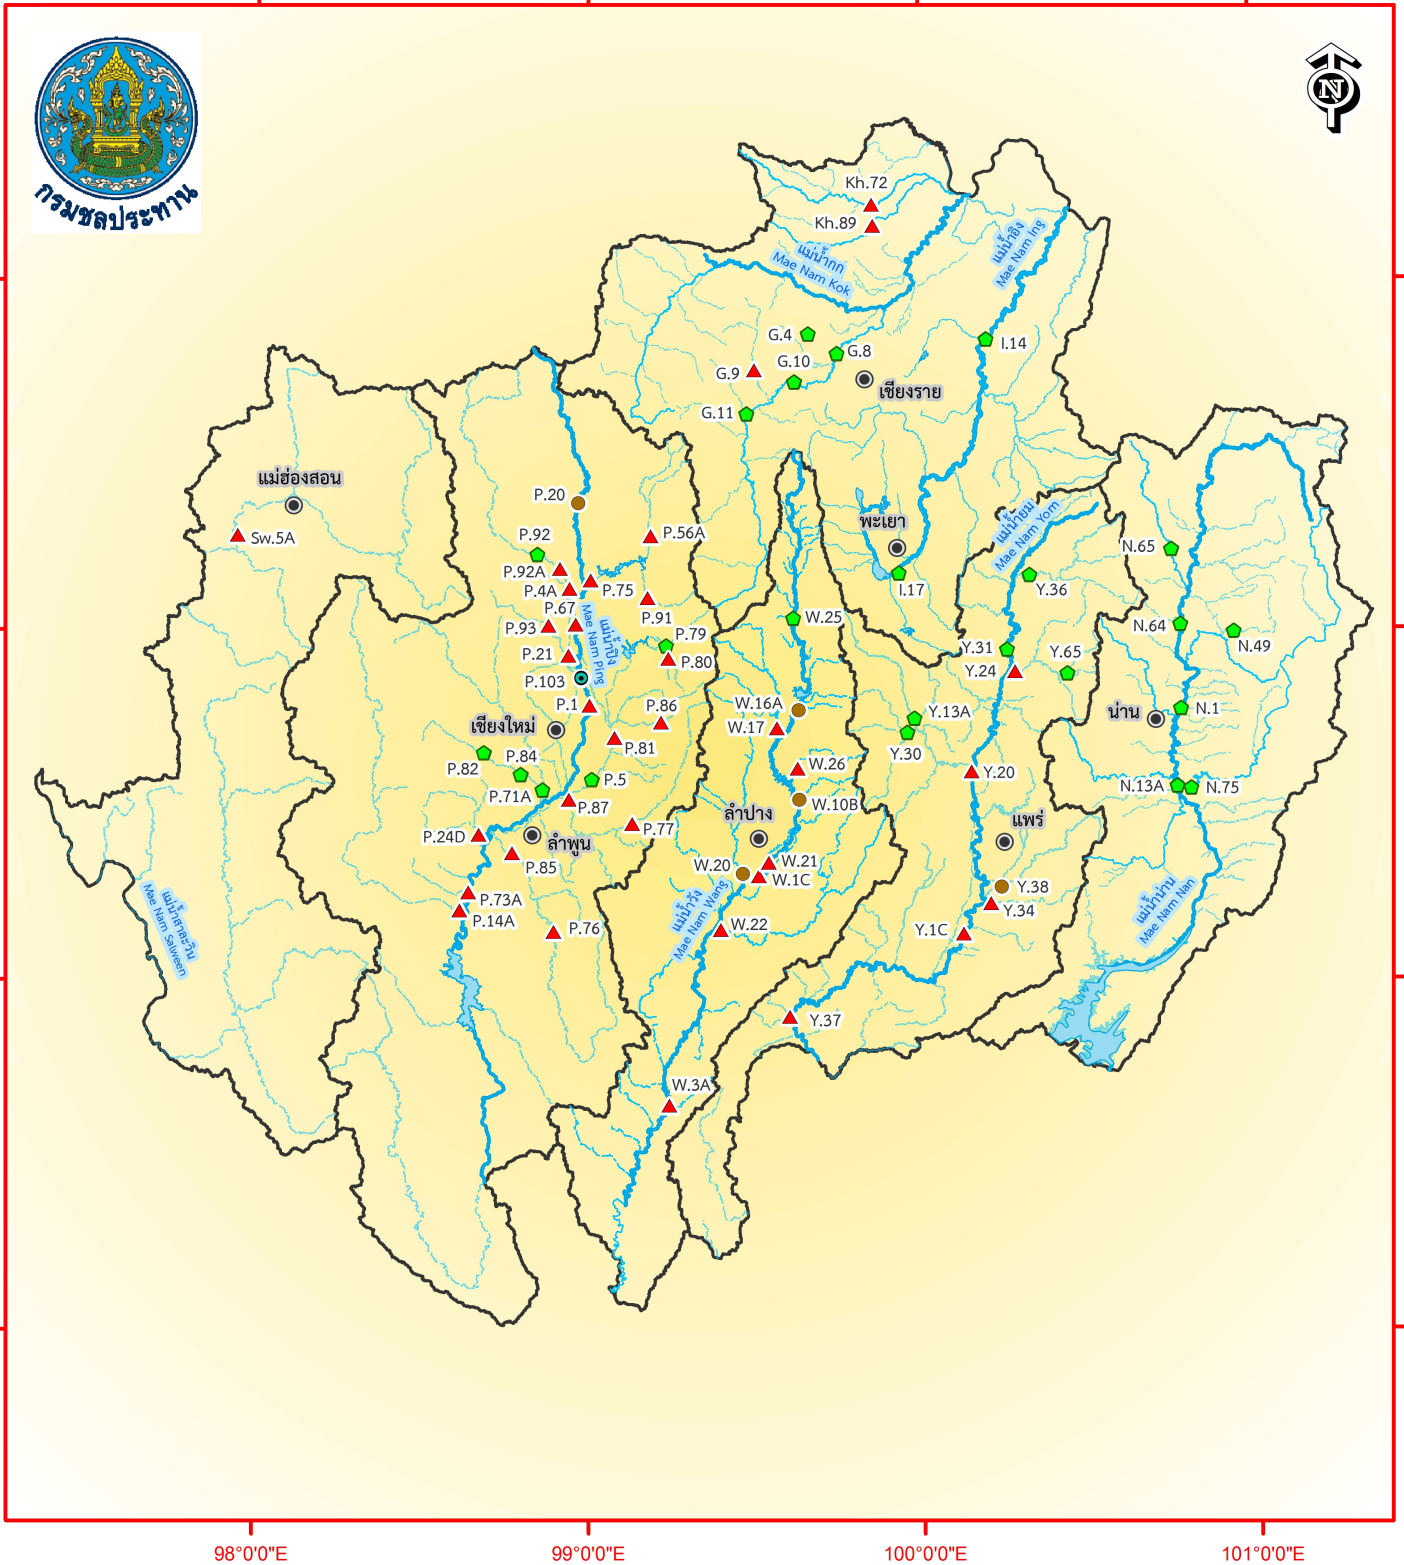 กรมชลประทาน
N
Kh.72
Kh.89
แม่น้ำกก
Mae Nam Kok
แม่น้ำอิง
Mae Nam Ing
G.4
G.8
G.10
G.9
G.11
I.14
เชียงราย
แม่ฮ่องสอน
Sw.5A
P.20
P.92
P.56A
P.92A
P.4A
P.75
P.67
P.91
P.93
แม่น้ำปิง
Mae Nam Ping
P.79
P.21
P.80
P.103
P.1
P.86
เชียงใหม่
P.81
P.84
P.82
P.5
P.71A
P.87
P.77
P.24D
ลำพูน
P.85
P.73A
P.14A
P.76
แม่น้ำสาละวิน
Mae Nam Salween
พะเยา
I.17
แม่น้ำยม
Mae Nam Yom
Y.36
W.25
Y.31
Y.65
Y.24
W.16A
W.17
Y.13A
Y.30
W.26
Y.20
W.10B
ลำปาง
แพร่
W.21
W.20
W.1C
Y.38
Y.34
แม่น้ำวัง
Mae Nam Wang
W.22
Y.1C
Y.37
W.3A
N.65
N.64
N.49
น่าน
N.1
N.13A
N.75
แม่น้ำน่าน
Mae Nam Nan
98°0'0"E
99°0'0"E
100°0'0"E
101°0'0"E